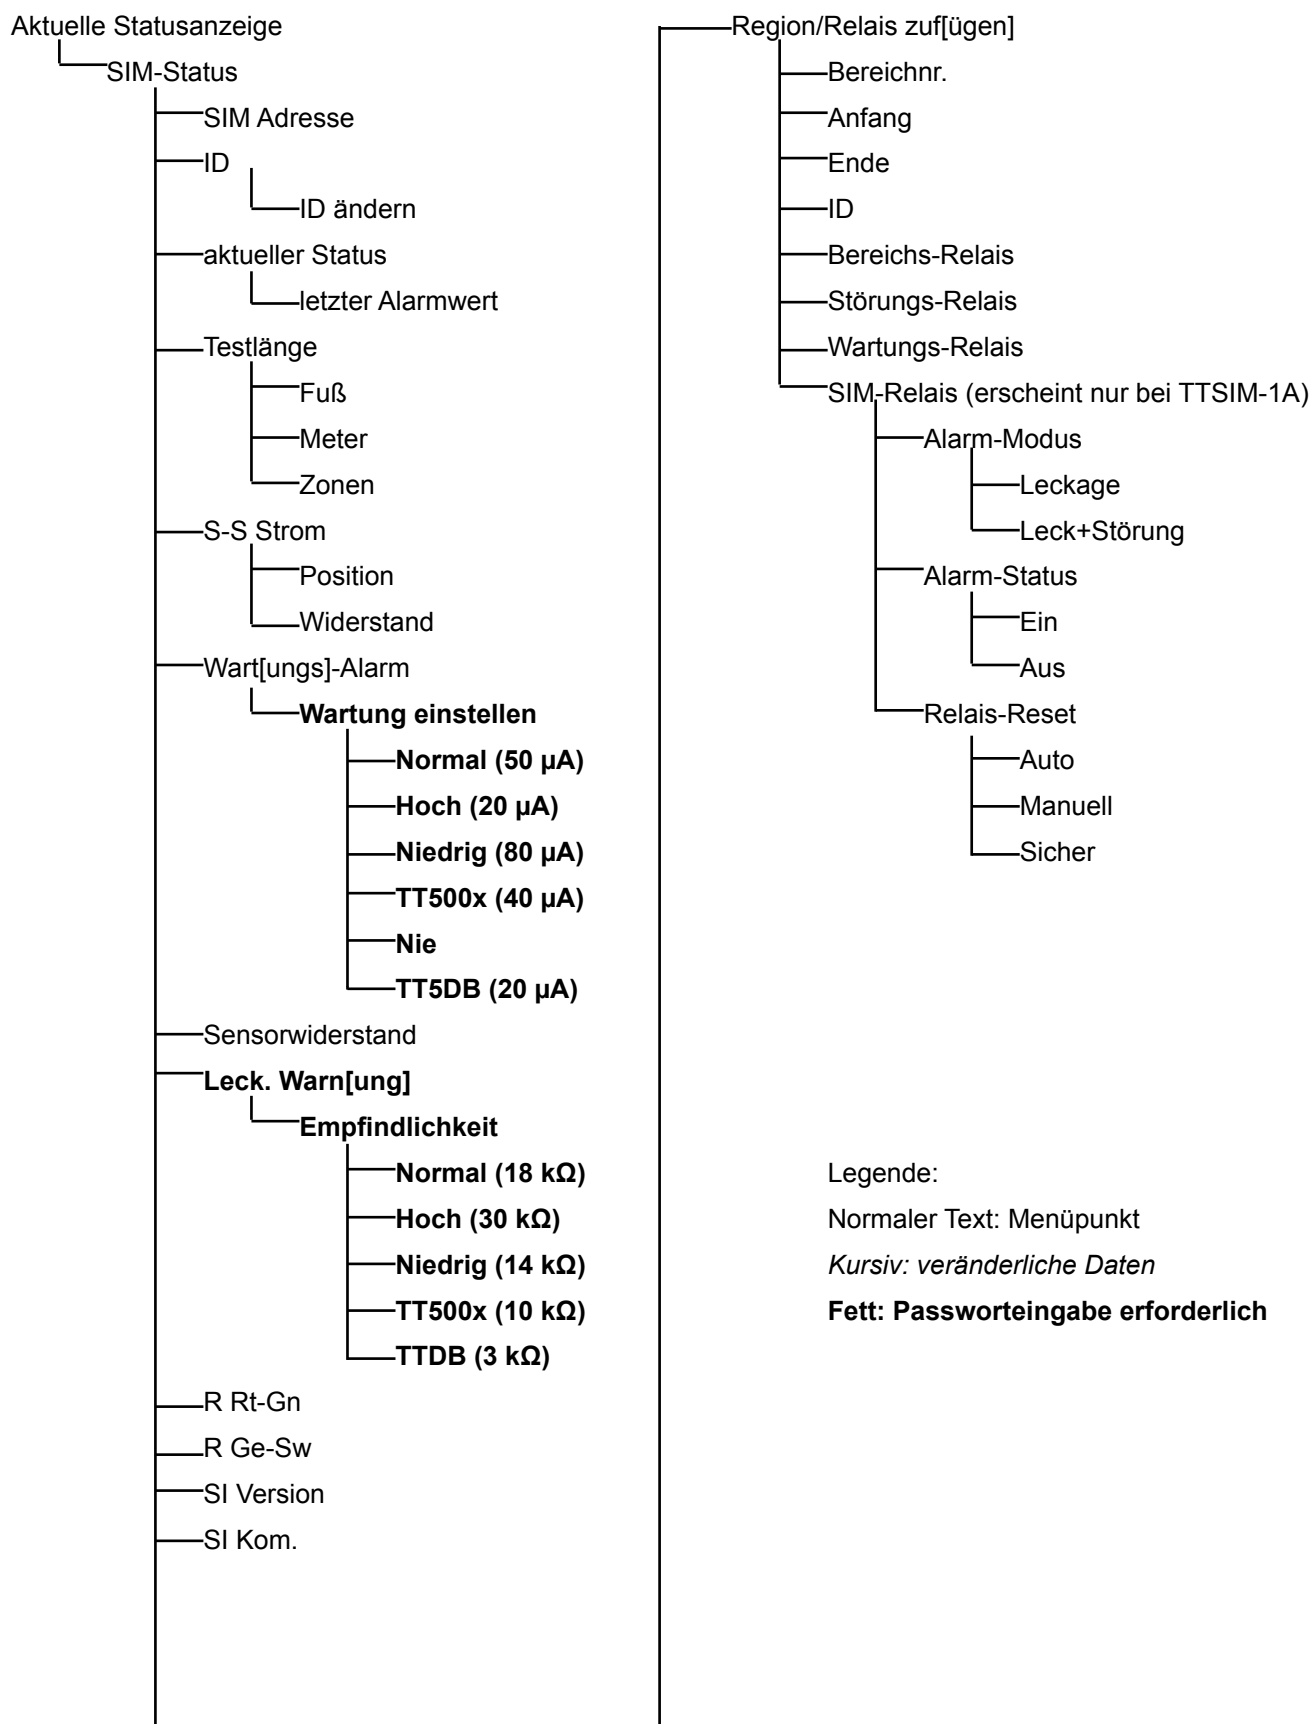 Aktuelle Statusanzeige
SIM-Status
SIM Adresse
ID
ID ändern
aktueller Status
letzter Alarmwert
Testlänge
Fuß
Meter
Zonen
S-S Strom
Position
Widerstand
Wart[ungs]-Alarm
Wartung einstellen
Normal (50 µA)
Hoch (20 µA)
Niedrig (80 µA)
TT500x (40 µA)
Nie
TT5DB (20 µA)
Sensorwiderstand
Leck. Warn[ung]
Empfindlichkeit
Normal (18 kΩ)
Hoch (30 kΩ)
Niedrig (14 kΩ)
TT500x (10 kΩ)
TTDB (3 kΩ)
R Rt-Gn
R Ge-Sw
SI Version
SI Kom.
Region/Relais zuf[ügen]
Bereichnr.
Anfang
Ende
ID
Bereichs-Relais
Störungs-Relais
Wartungs-Relais
SIM-Relais (erscheint nur bei TTSIM-1A)
Alarm-Modus
Leckage
Leck+Störung
Alarm-Status
Ein
Aus
Relais-Reset
Auto
Manuell
Sicher
Legende:
Normaler Text: Menüpunkt
Kursiv: veränderliche Daten
Fett: Passworteingabe erforderlich